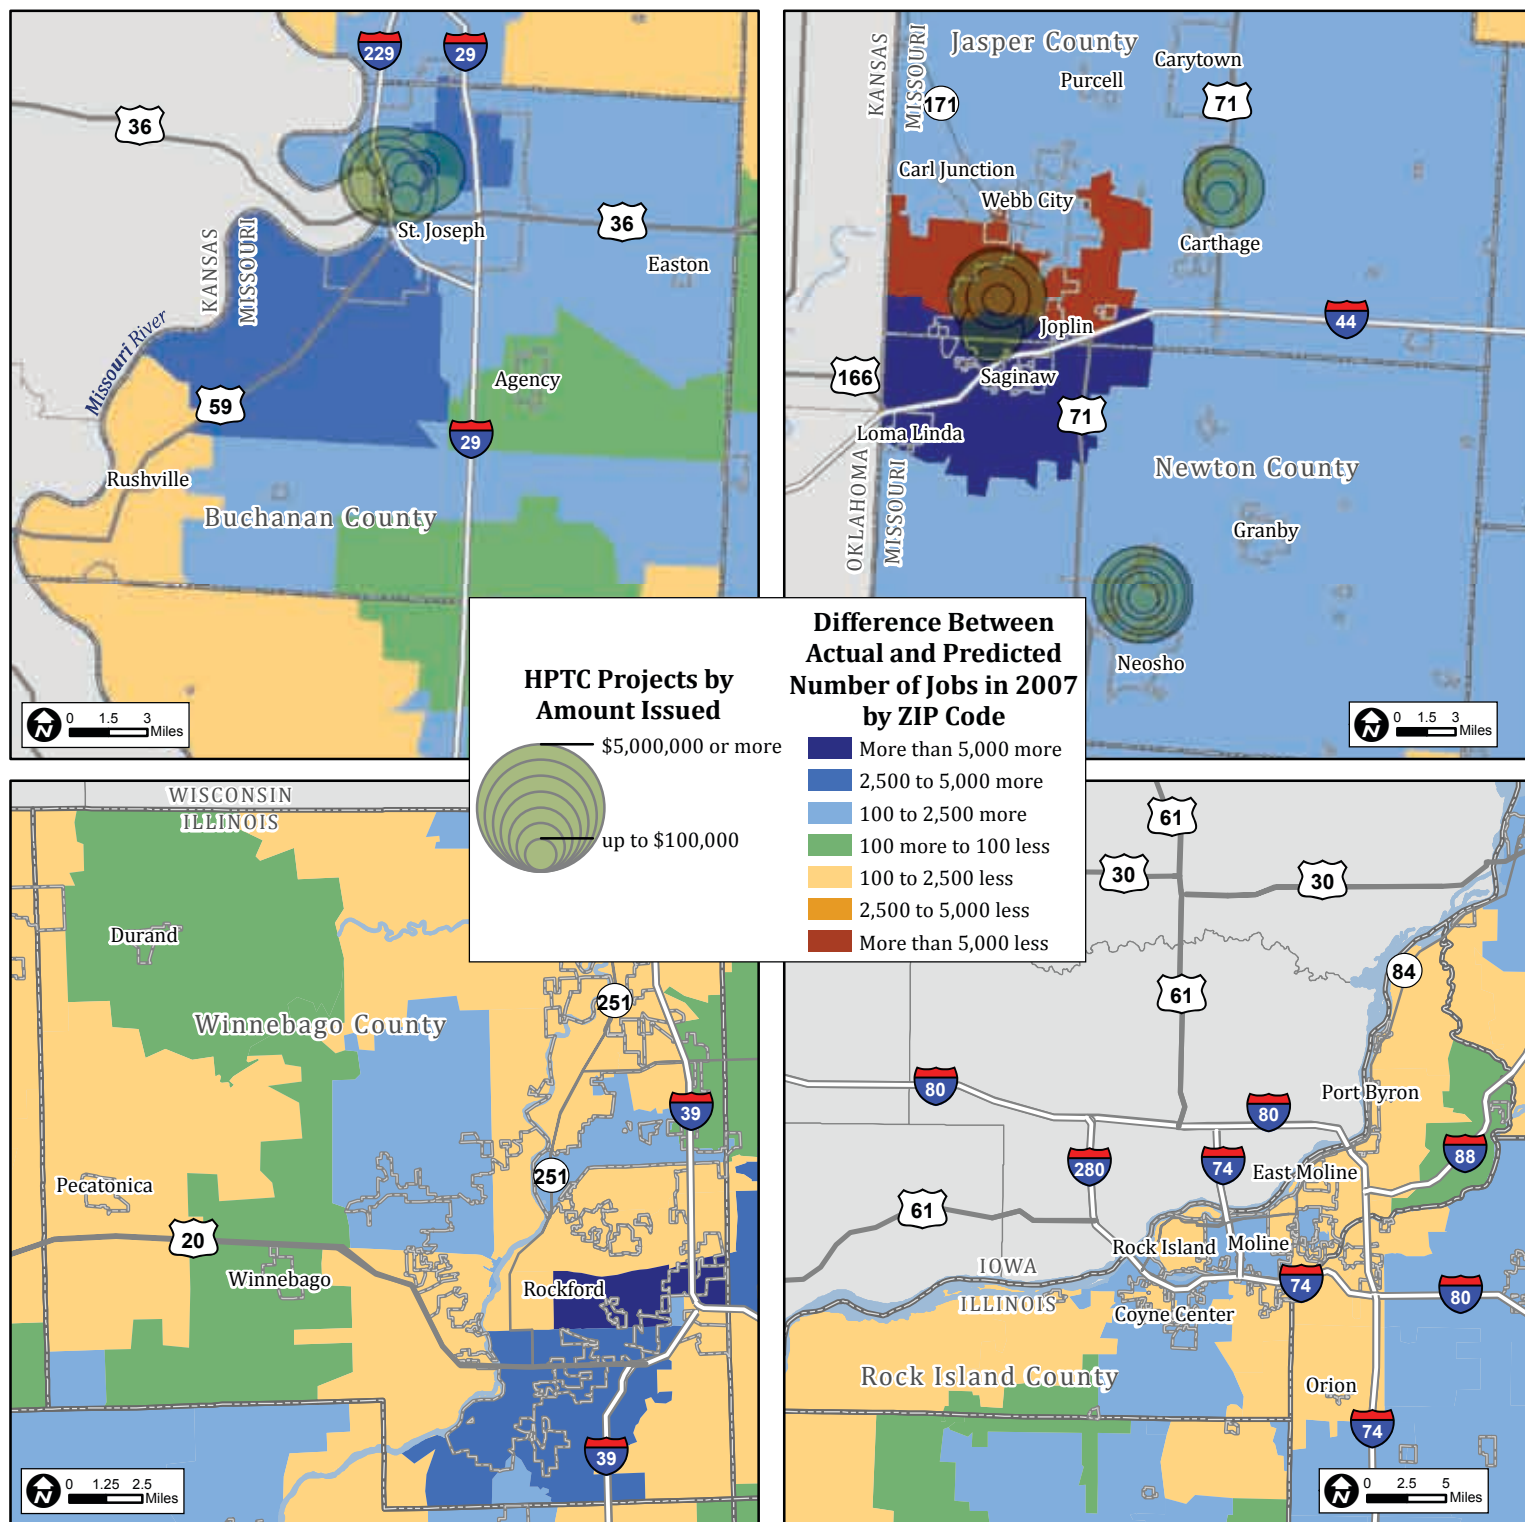 229
29
36
36
St. Joseph
Easton
KANSAS
MISSOURI
Missouri River
59
Agency
29
Rushville
Buchanan County
N
0 1.5 3
Miles
KANSAS
MISSOURI
Jasper County
Carytown
Purcell
171
71
Carl Junction
Webb City
Carthage
44
Joplin
166
Saginaw
71
Loma Linda
OKLAHOMA
MISSOURI
Newton County
Granby
Neosho
N
0 1.5 3
Miles
HPTC Projects by
Amount Issued
$5,000,000 or more
up to $100,000
Difference Between
Actual and Predicted
Number of Jobs in 2007
by ZIP Code
More than 5,000 more
2,500 to 5,000 more
100 to 2,500 more
100 more to 100 less
100 to 2,500 less
2,500 to 5,000 less
More than 5,000 less
WISCONSIN
ILLINOIS
Durand
251
Winnebago County
39
251
Pecatonica
20
Winnebago
Rockford
39
N
0 1.25 2.5
Miles
61
30
30
84
61
80
Port Byron
80
88
280
74
East Moline
61
Rock Island
Moline
IOWA
74
80
ILLINOIS
Coyne Center
Rock Island County
Orion
74
N
0 2.5 5
Miles